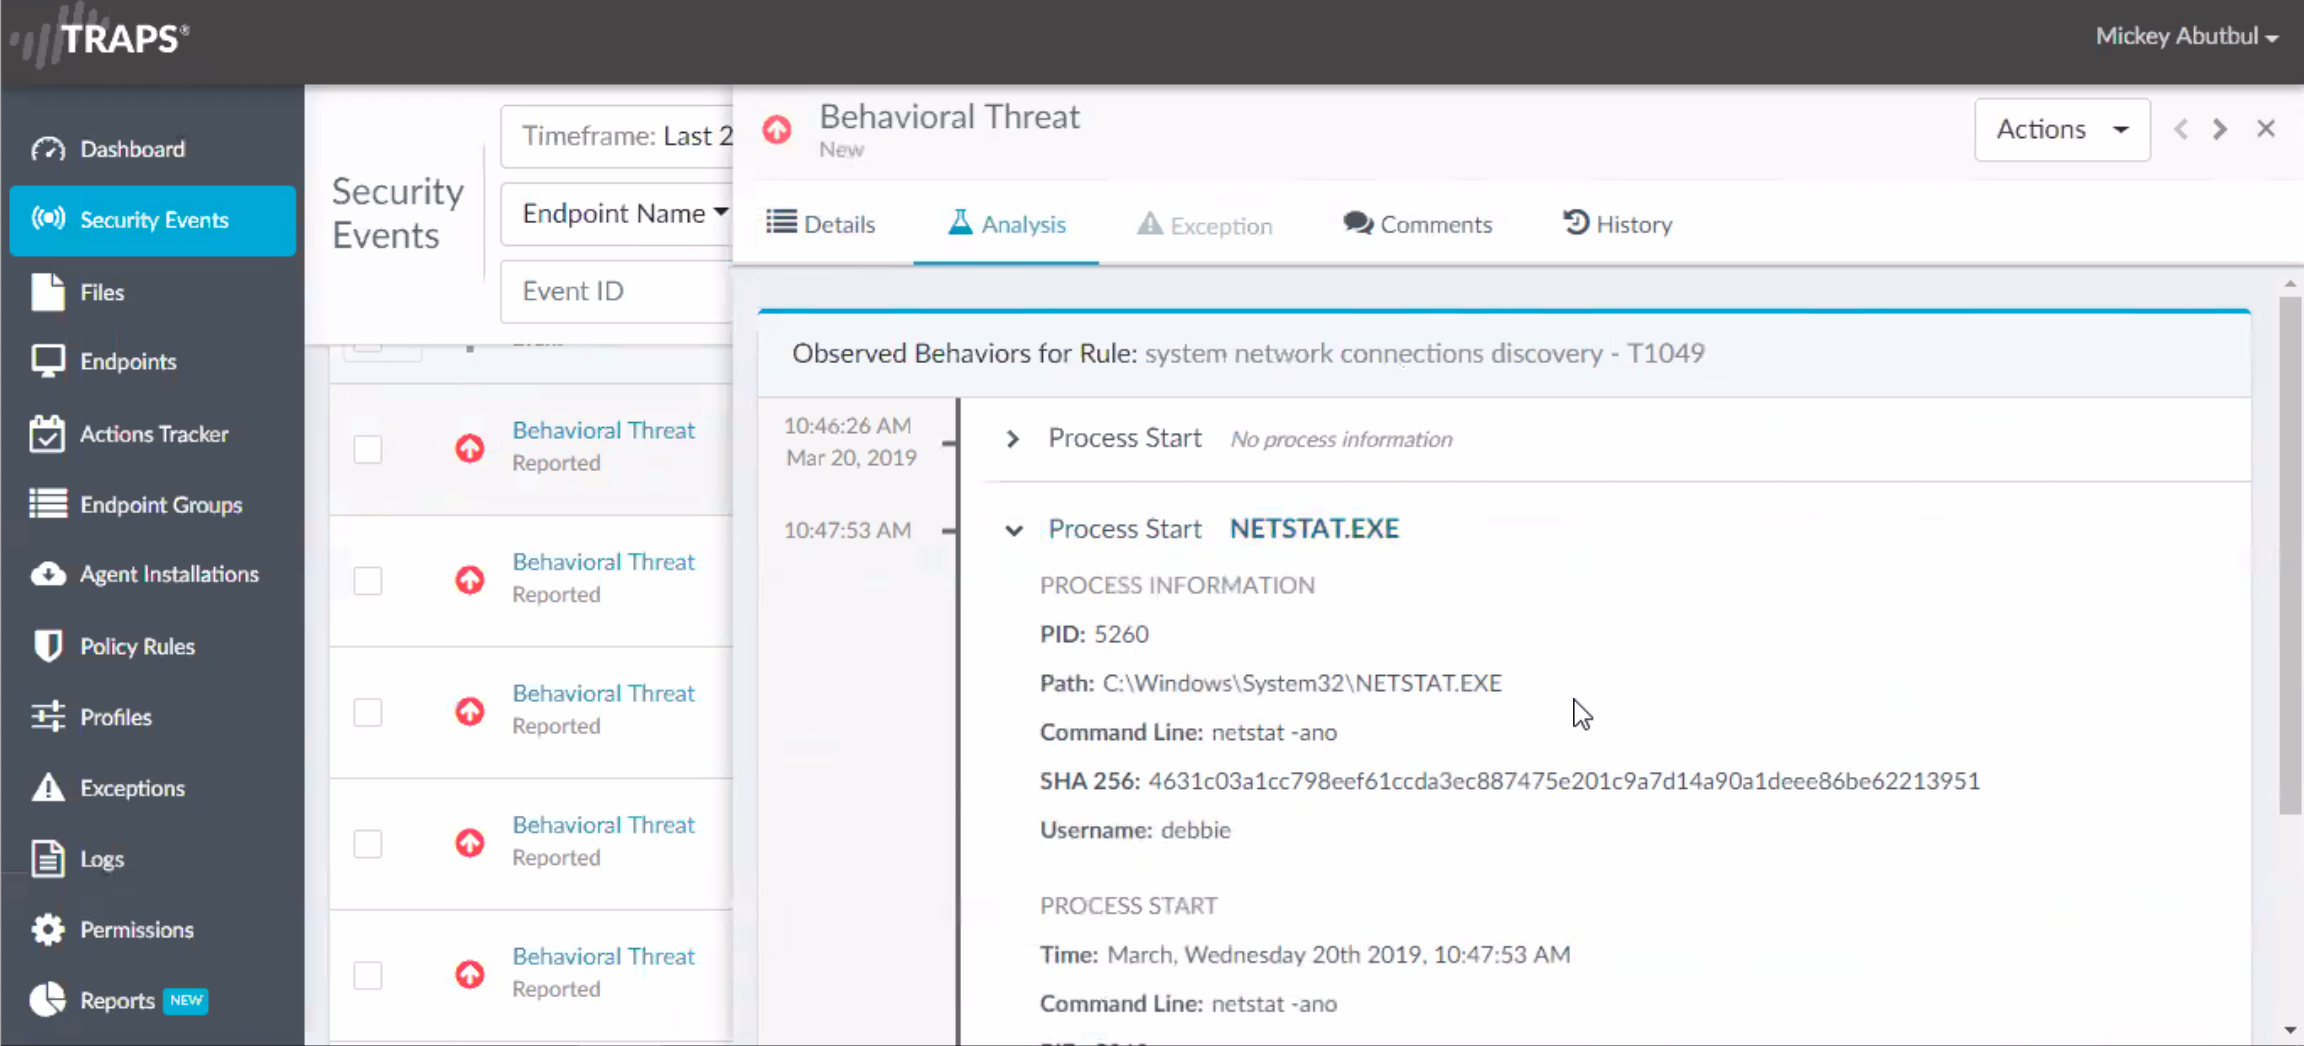 TRAPS®
Mickey Abutbul
Dashboard
Security Events
Files
Endpoints
Actions Tracker
Endpoint Groups
Agent Installations
Policy Rules
Profiles
Exceptions
Logs
Permissions
Reports NEW
Security
Events
Timeframe: Last 2
Endpoint Name
Event ID
Behavioral Threat
Reported
Behavioral Threat
Reported
Behavioral Threat
Reported
Behavioral Threat
Reported
Behavioral Threat
Reported
Behavioral Threat
New
Actions
Details
Analysis
Exception
Comments
History
Observed Behaviors for Rule: system network connections discovery - T1049
10:46:26 AM
Mar 20, 2019
Process Start No process information
10:47:53 AM
Process Start NETSTAT.EXE
PROCESS INFORMATION
PID: 5260
Path: C:\Windows\System32\NETSTAT.EXE
Command Line: netstat -ano
SHA 256: 4631c03a1cc798eef61ccda3ec887475e201c9a7d14a90a1deee86be62213951
Username: debbie
PROCESS START
Time: March, Wednesday 20th 2019, 10:47:53 AM
Command Line: netstat -ano